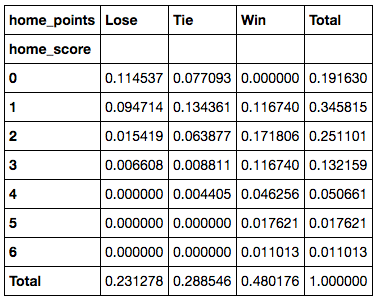 home_points Lose Tie Win Total
home_score
0 0.114537 0.077093 0.000000 0.191630
1 0.094714 0.134361 0.116740 0.345815
2 0.015419 0.063877 0.171806 0.251101
3 0.006608 0.008811 0.116740 0.132159
4 0.000000 0.004405 0.046256 0.050661
5 0.000000 0.000000 0.017621 0.017621
6 0.000000 0.000000 0.011013 0.011013
Total 0.231278 0.288546 0.480176 1.000000